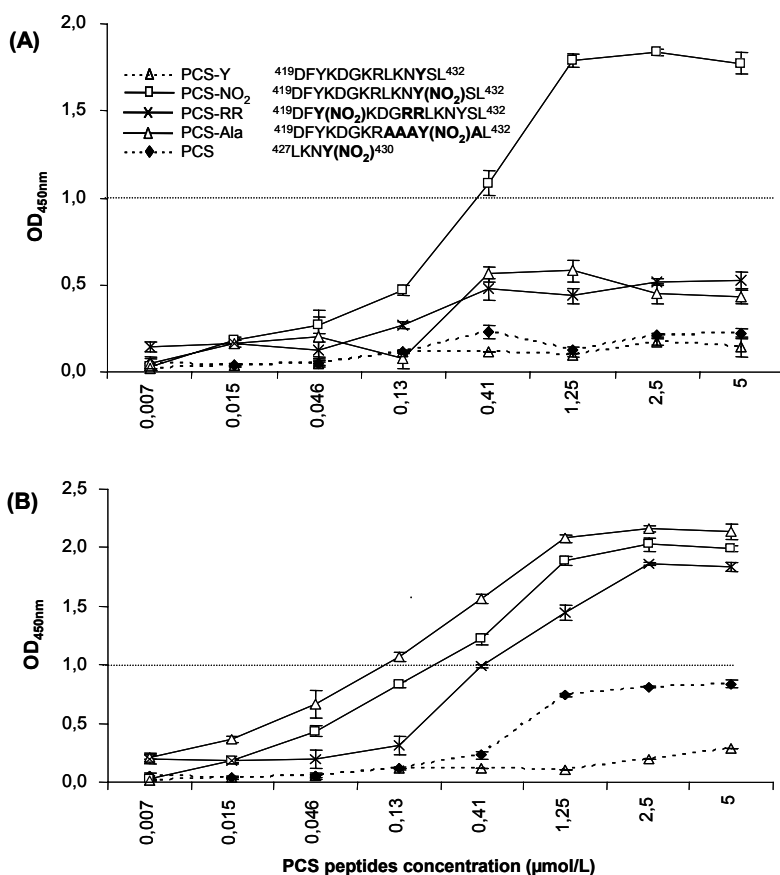 (A)
2,0
1,5
1,0
0,5
0,0
OD450nm
PCS-Y 419DFYKDGKRLKNYSL432
PCS-NO2 419DFYKDGKRLKNY(NO2)SL432
PCS-RR 419DFY(NO2)KDGRRLKNYSL432
PCS-Ala 419DFYKDGKRAAAY(NO2)AL432
PCS 427LKNY(NO2)430
0,007 0,015 0,046 0,13 0,41 1,25 2,5 5
(B)
2,5
2,0
1,5
1,0
0,5
0,0
OD450nm
0,007 0,015 0,046 0,13 0,41 1,25 2,5 5
PCS peptides concentration (µmol/L)